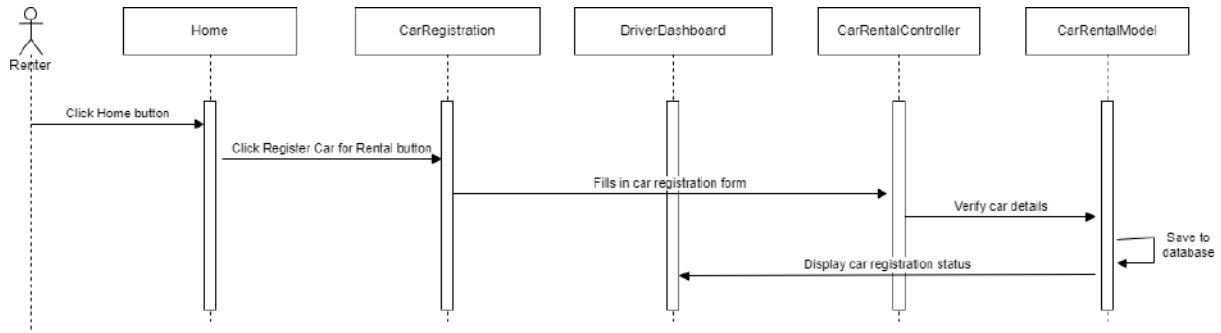 Home
CarRegistration
DriverDashboard
CarRentalController
CarRentalModel
Renter
Click Home button
Click Register Car for Rental button
Fills in car registration form
Verify car details
Save to
database
Display car registration status